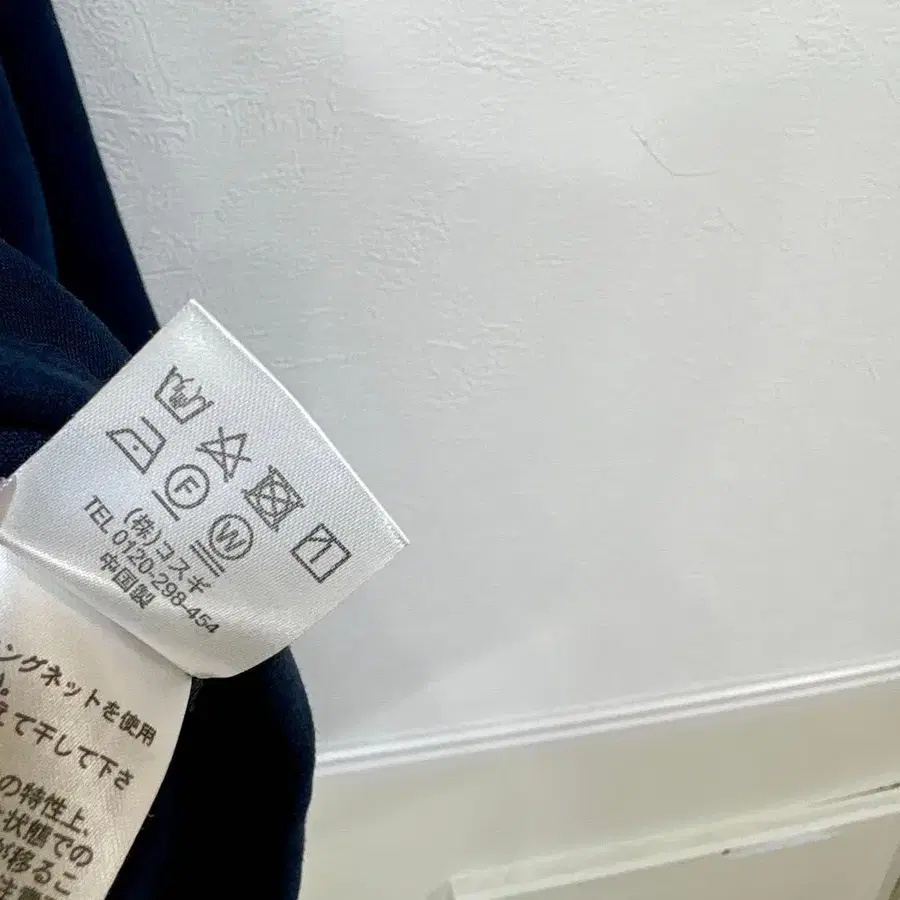 F
W
(株)コスギ
TEL 0120-298-454
中国製
ングネットを使用
えて干して下さ
の特性上、
状態での
が移るこ